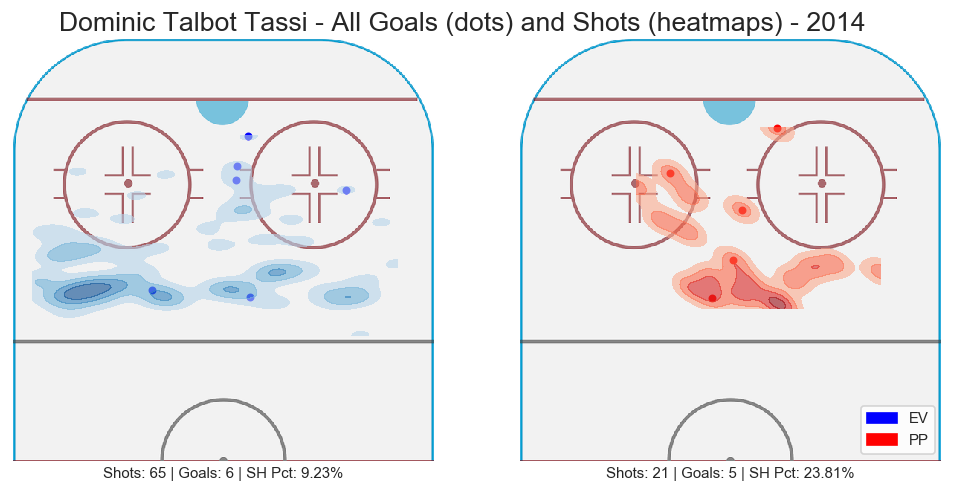 Dominic Talbot Tassi - All Goals (dots) and Shots (heatmaps) - 2014
EV
PP
Shots: 65 | Goals: 6 | SH Pct: 9.23%
Shots: 21 | Goals: 5 | SH Pct: 23.81%